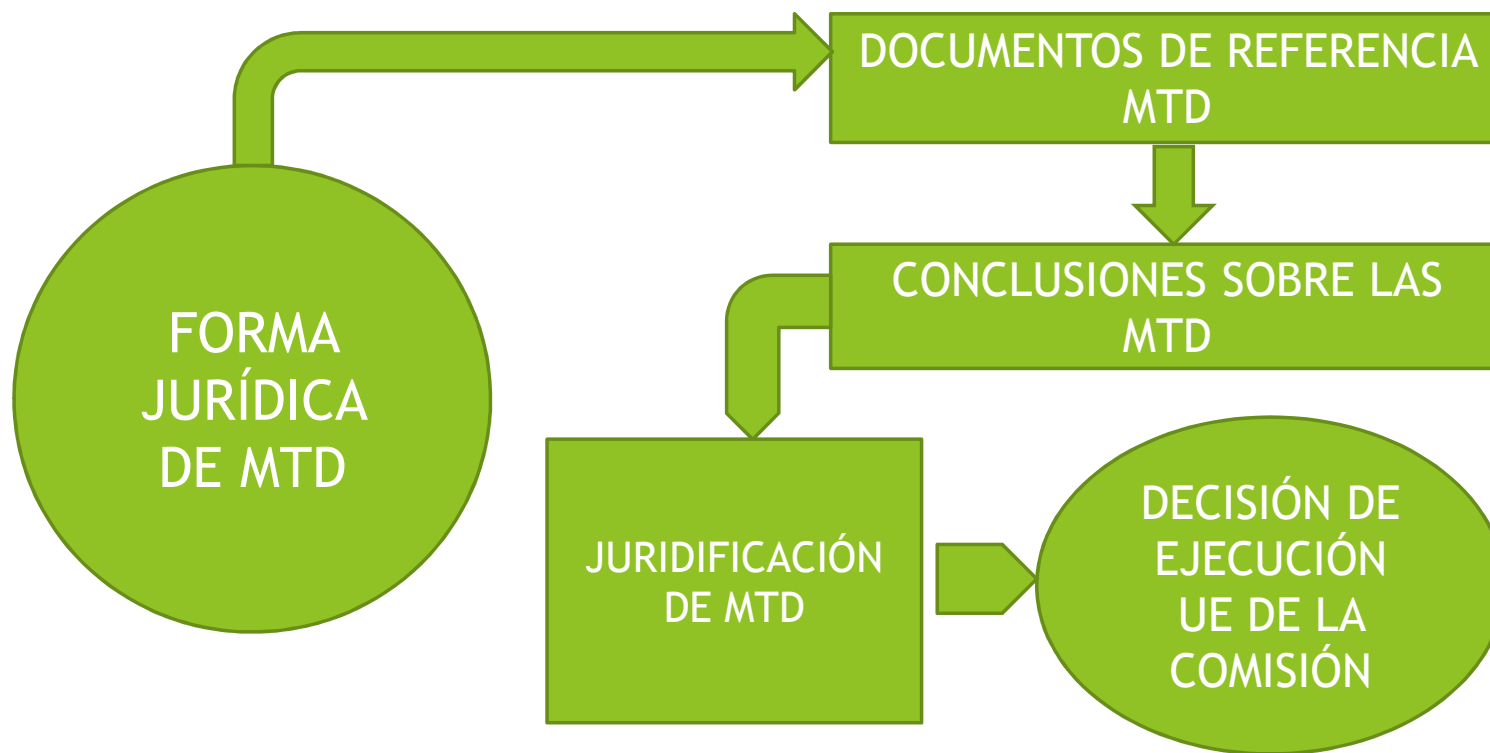 DOCUMENTOS DE REFERENCIA
MTD
CONCLUSIONES SOBRE LAS
MTD
FORMA
JURÍDICA
DE MTD
JURIDIFICACIÓN
DE MTD
DECISIÓN DE
EJECUCIÓN
UE DE LA
COMISIÓN